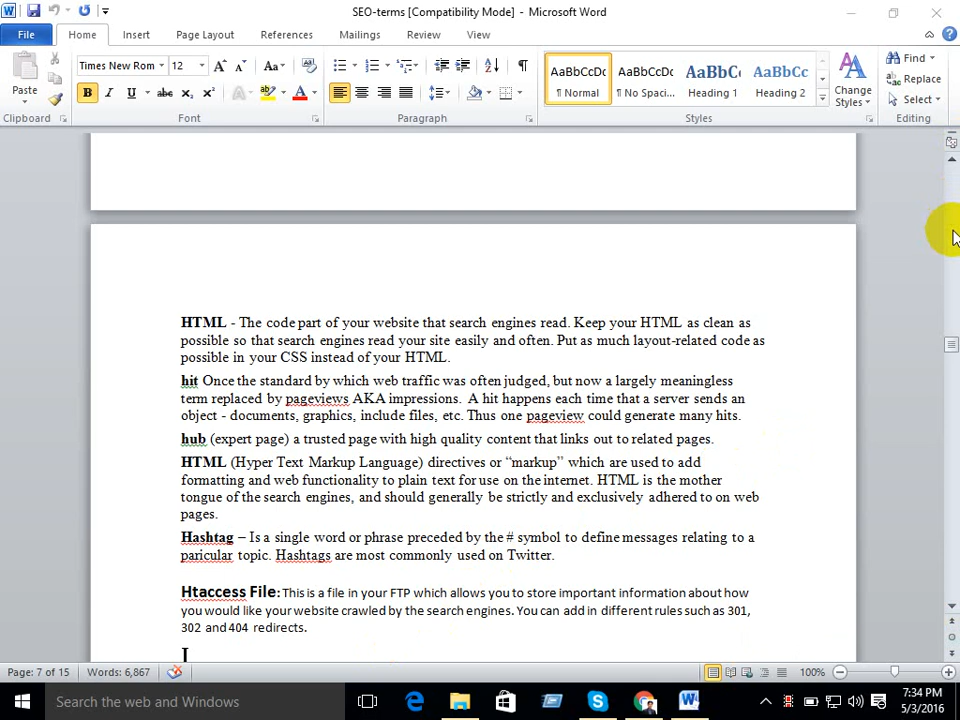 SEO-terms [Compatibility Mode] - Microsoft Word
File Home Insert Page Layout References Mailings Review View
Times New Rom 12 Aa
AaBbCcDc AaBbCcDc AaBbCc AaBbCc
Find
Replace
Select
Paste
B I U abc x₂ x²
¶ Normal ¶ No Spaci... Heading 1 Heading 2
Change Styles
Clipboard Font Paragraph Styles Editing
HTML - The code part of your website that search engines read. Keep your HTML as clean as
possible so that search engines read your site easily and often. Put as much layout-related code as
possible in your CSS instead of your HTML.
hit Once the standard by which web traffic was often judged, but now a largely meaningless
term replaced by pageviews AKA impressions. A hit happens each time that a server sends an
object - documents, graphics, include files, etc. Thus one pageview could generate many hits.
hub (expert page) a trusted page with high quality content that links out to related pages.
HTML (Hyper Text Markup Language) directives or “markup” which are used to add
formatting and web functionality to plain text for use on the internet. HTML is the mother
tongue of the search engines, and should generally be strictly and exclusively adhered to on web
pages.
Hashtag – Is a single word or phrase preceded by the # symbol to define messages relating to a
paricular topic. Hashtags are most commonly used on Twitter.
Htaccess File: This is a file in your FTP which allows you to store important information about how
you would like your website crawled by the search engines. You can add in different rules such as 301,
302 and 404 redirects.
Page: 7 of 15 Words: 6,867 100%
Search the web and Windows
7:34 PM
5/3/2016